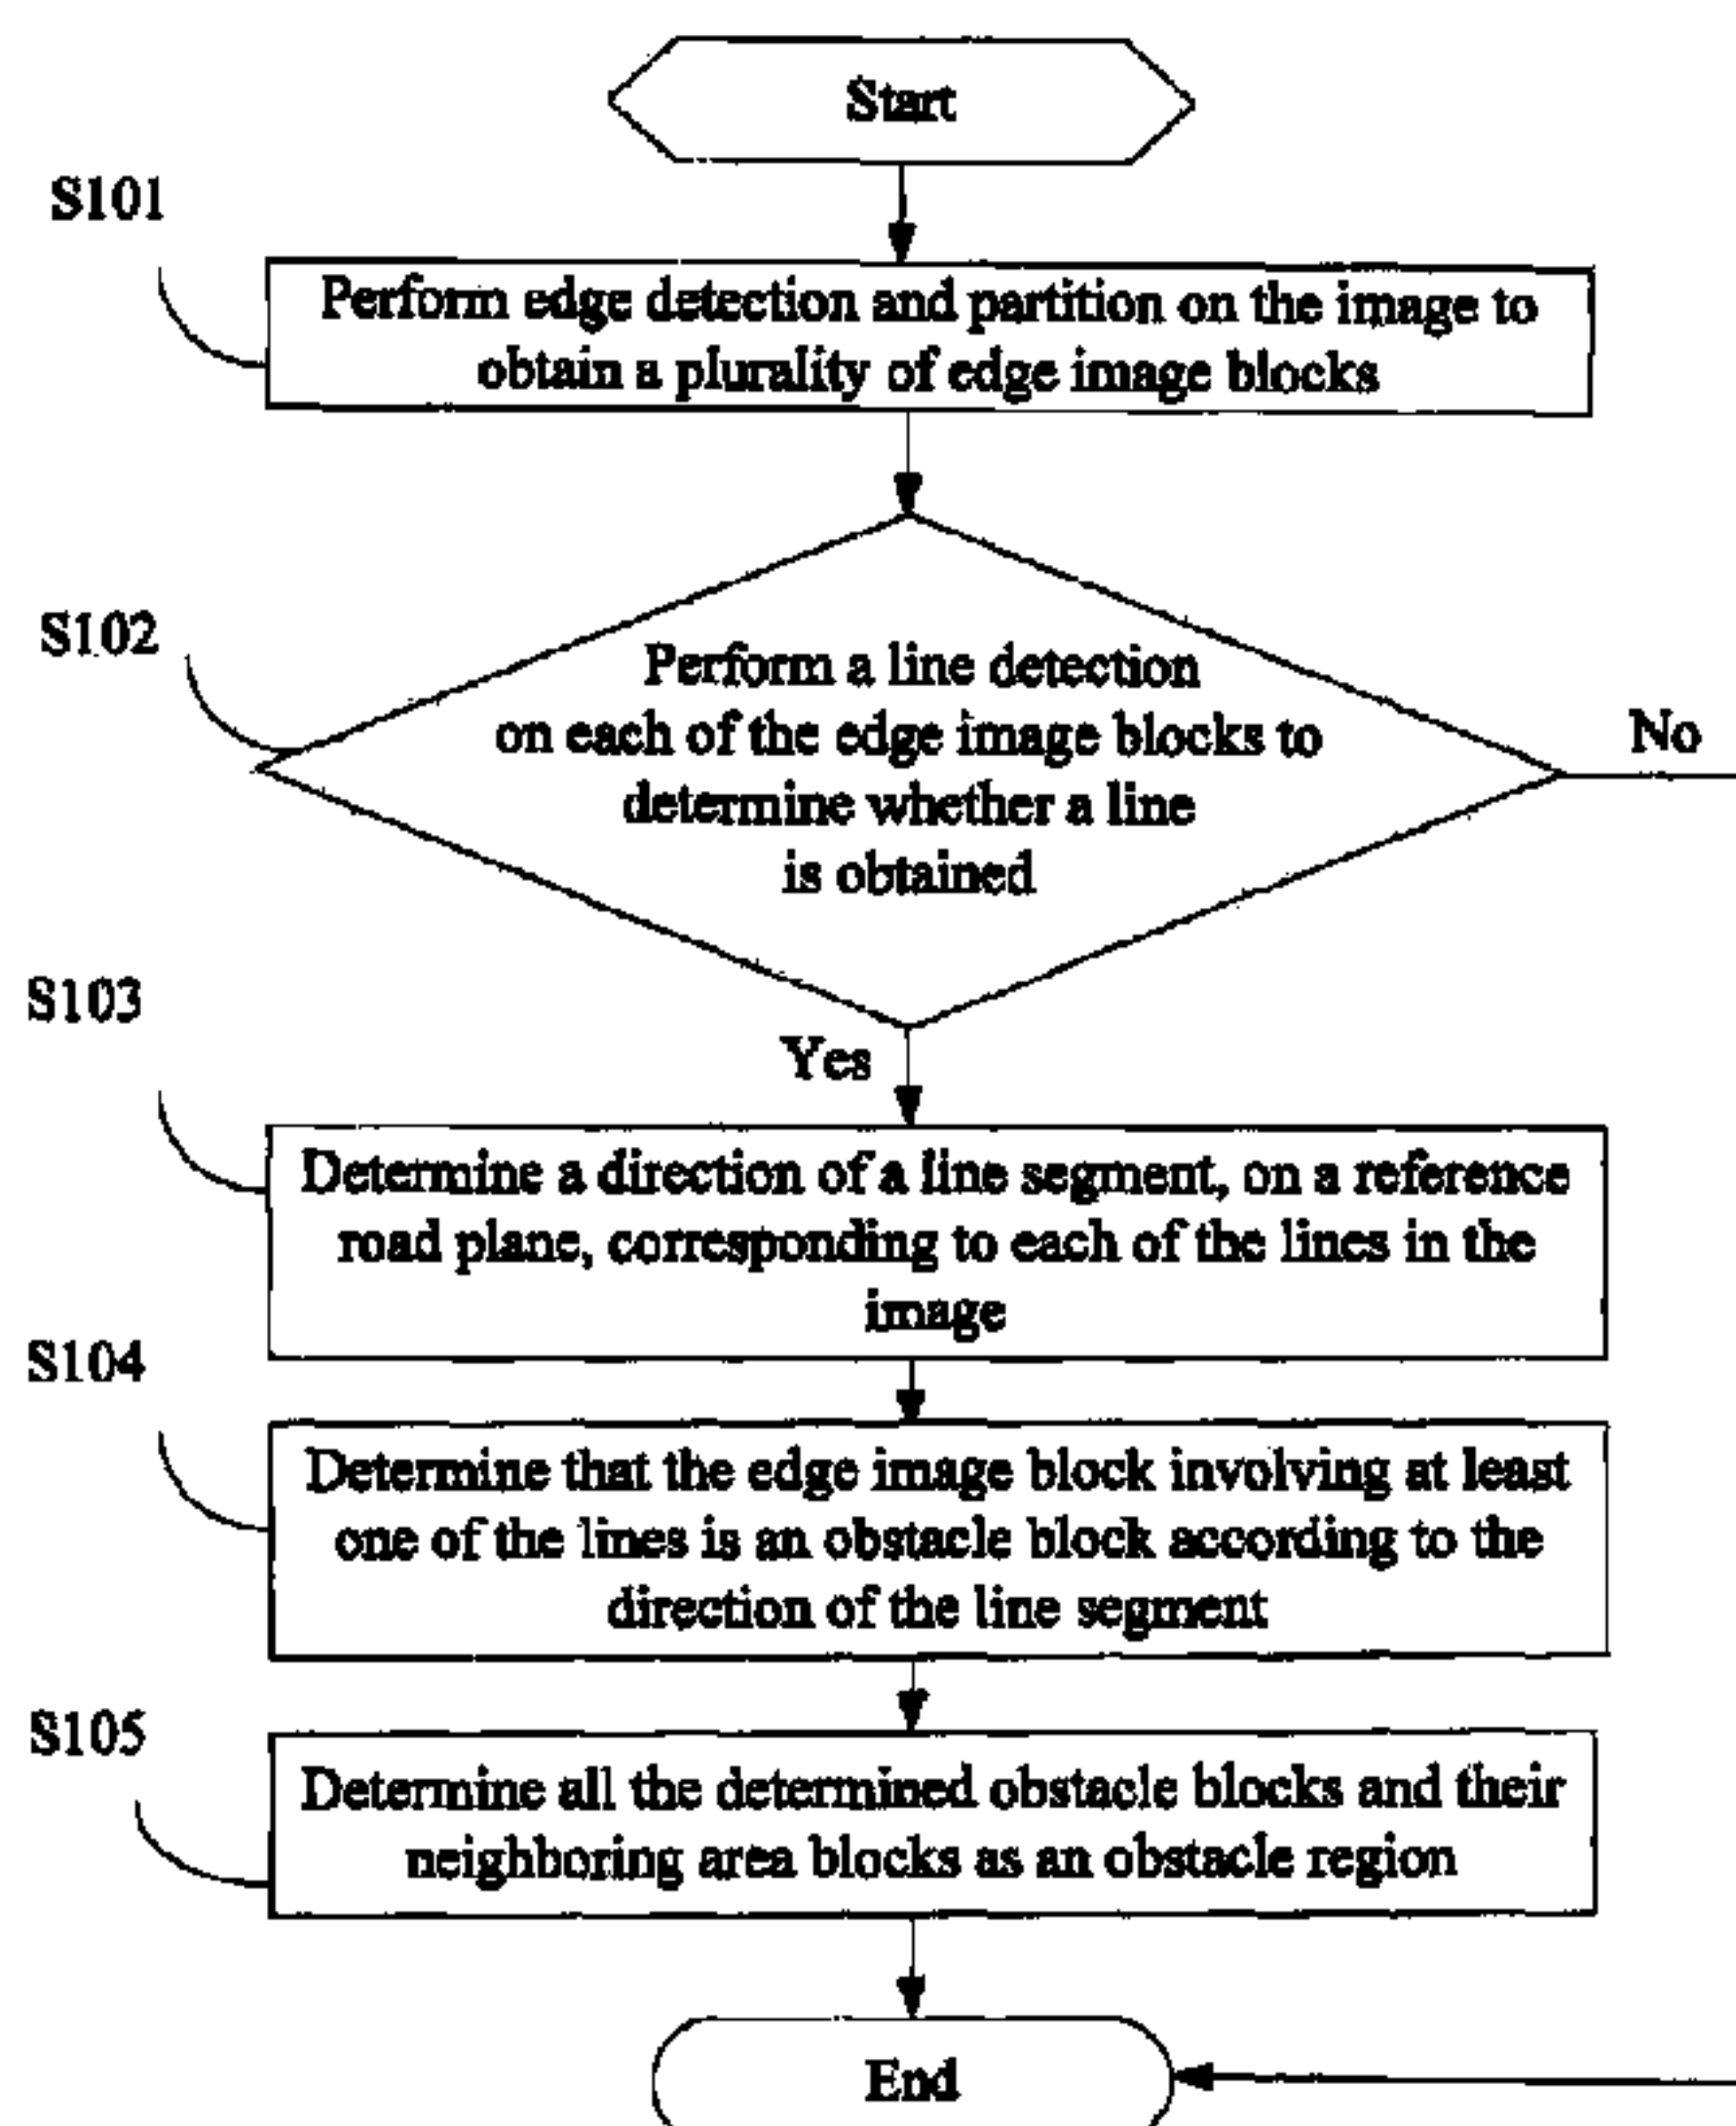 Start
S101
Perform edge detection and partition on the image to
obtain a plurality of edge image blocks
S102
Perform a line detection
on each of the edge image blocks to
determine whether a line
is obtained
No
Yes
S103
Determine a direction of a line segment, on a reference
road plane, corresponding to each of the lines in the
image
S104
Determine that the edge image block involving at least
one of the lines is an obstacle block according to the
direction of the line segment
S105
Determine all the determined obstacle blocks and their
neighboring area blocks as an obstacle region
End